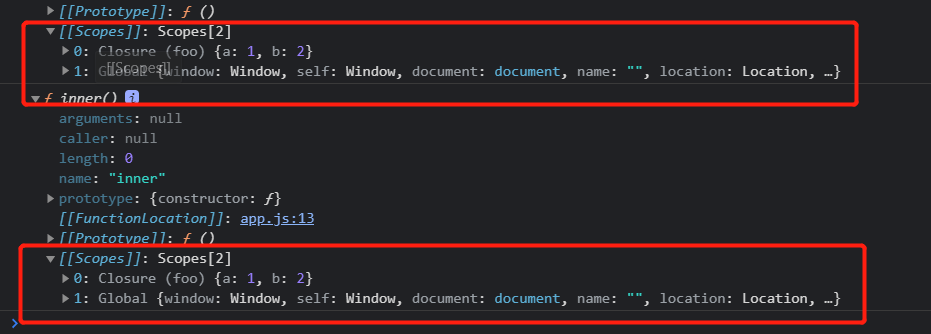 ▶[[Prototype]]: ƒ ()
▼[[Scopes]]: Scopes[2]
▶0: Closure (foo) {a: 1, b: 2}
▶1: Global {window: Window, self: Window, document: document, name: "", location: Location, …}
[[Scopes]]
▼ƒ inner() i
arguments: null
caller: null
length: 0
name: "inner"
▶prototype: {constructor: ƒ}
[[FunctionLocation]]: app.js:13
▶[[Prototype]]: ƒ ()
▼[[Scopes]]: Scopes[2]
▶0: Closure (foo) {a: 1, b: 2}
▶1: Global {window: Window, self: Window, document: document, name: "", location: Location, …}
>